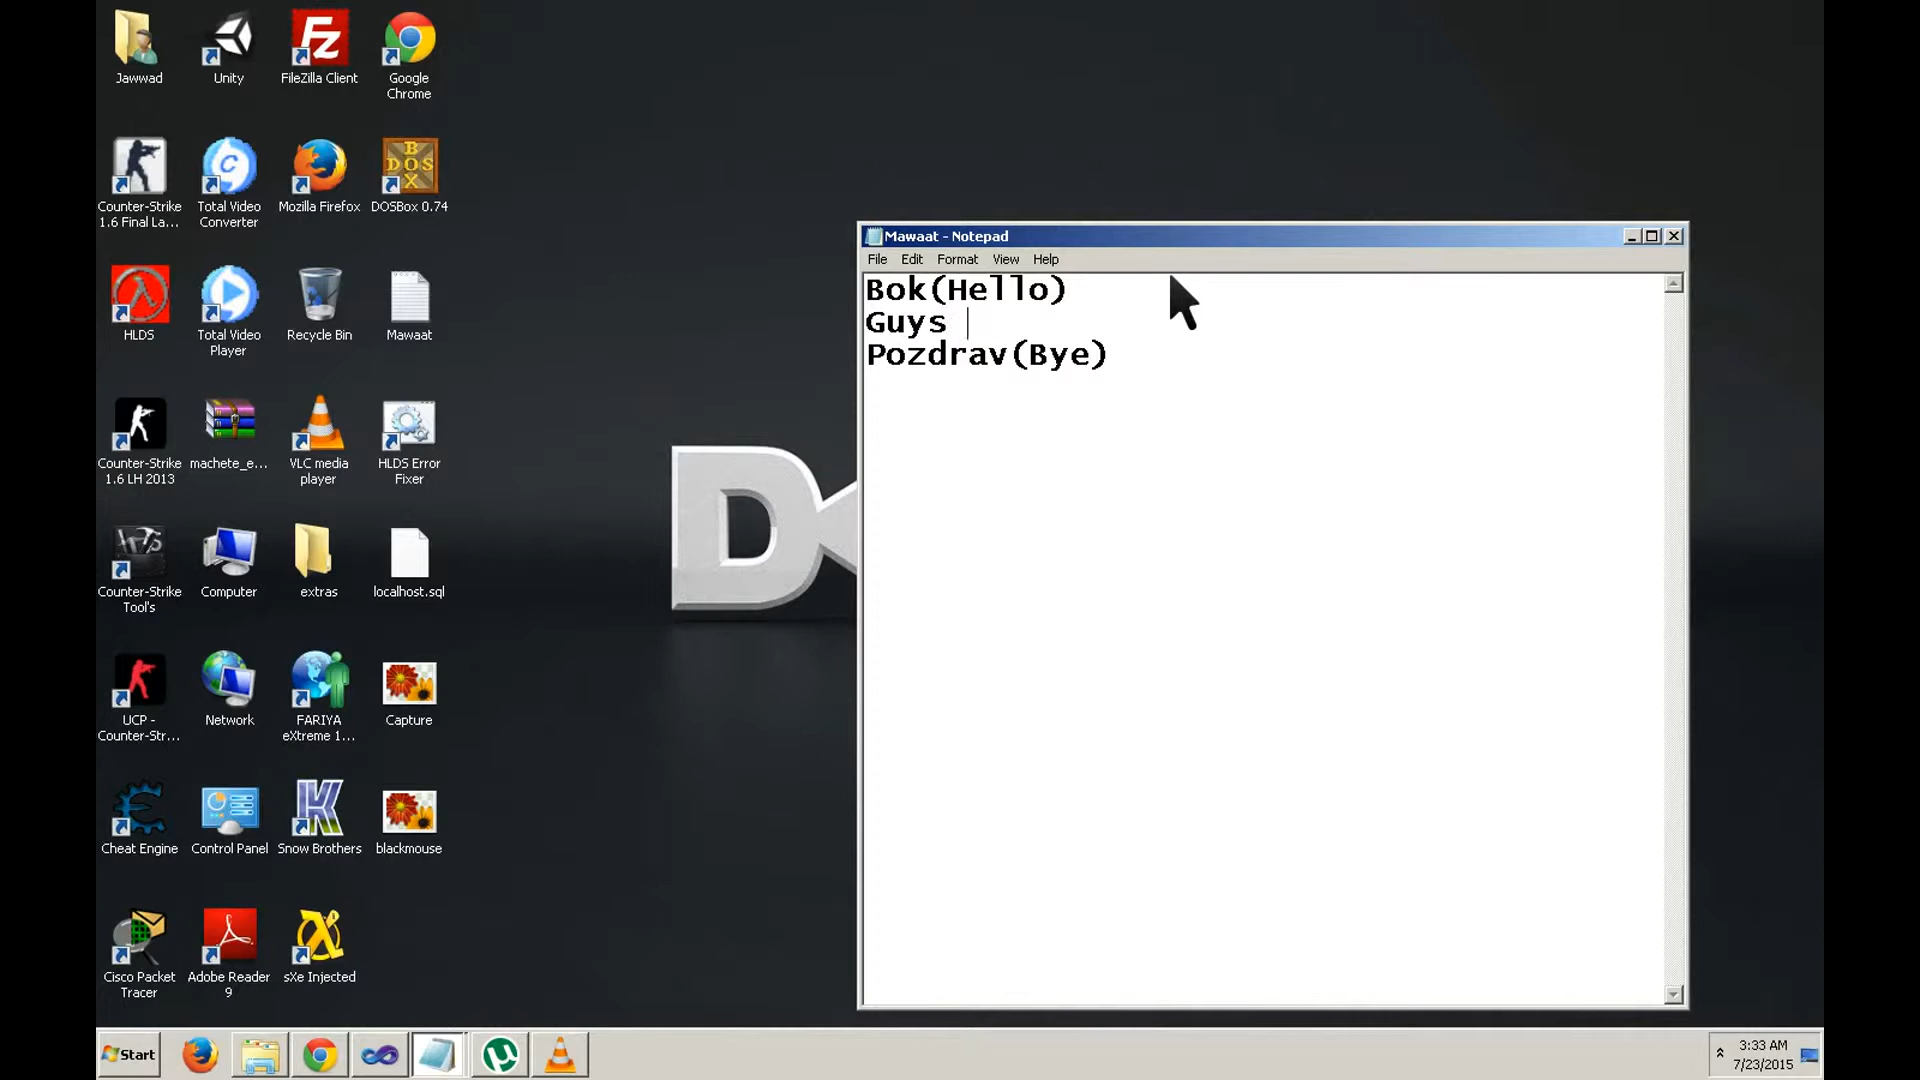 Jawwad
Unity
FileZilla Client
Google
Chrome
Counter-Strike
1.6 Final La...
Total Video
Converter
Mozilla Firefox
DOSBox 0.74
HLDS
Total Video
Player
Recycle Bin
Mawaat
Counter-Strike
1.6 LH 2013
machete_e...
VLC media
player
HLDS Error
Fixer
Counter-Strike
Tool's
Computer
extras
localhost.sql
UCP -
Counter-Str...
Network
FARIYA
eXtreme 1...
Capture
Cheat Engine
Control Panel
Snow Brothers
blackmouse
Cisco Packet
Tracer
Adobe Reader
9
sXe Injected
D
Mawaat - Notepad
File Edit Format View Help
Bok(Hello)
Guys
Pozdrav(Bye)
Start
3:33 AM
7/23/2015